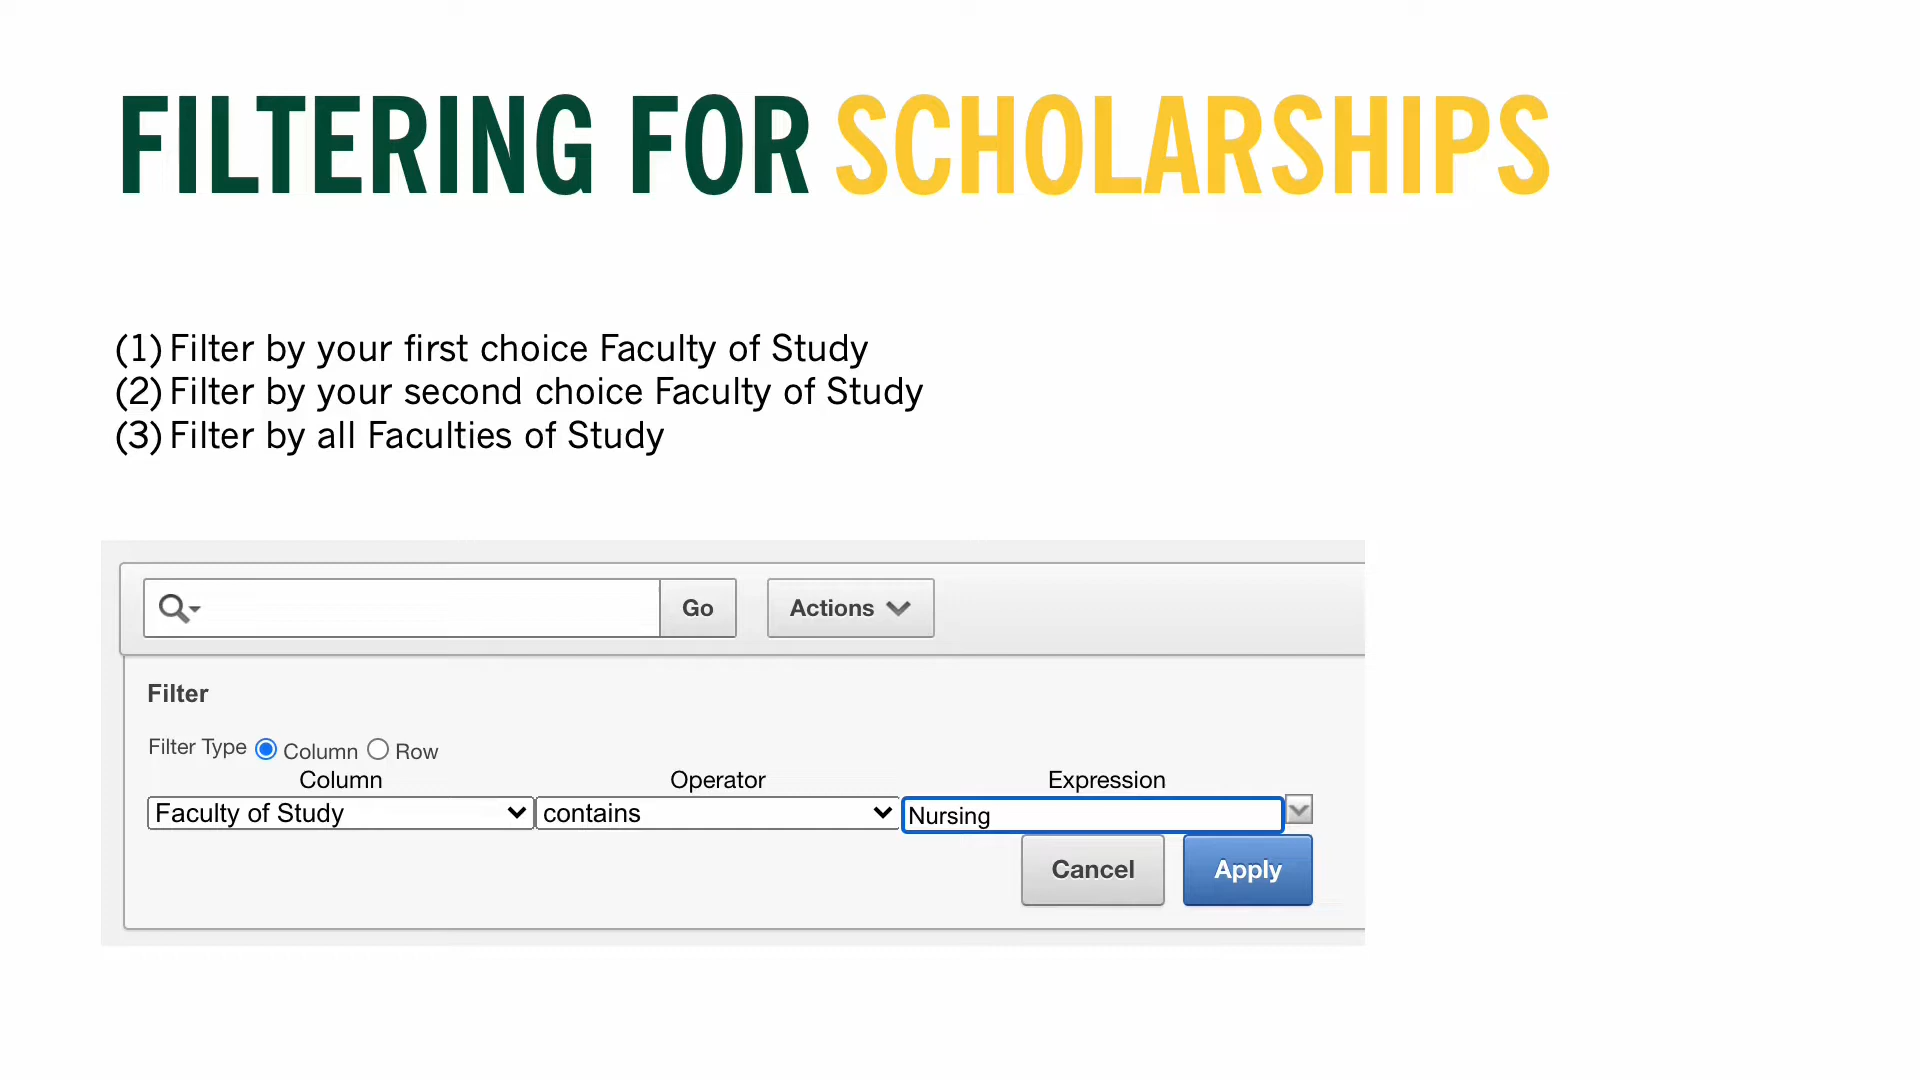 FILTERING FOR SCHOLARSHIPS
(1) Filter by your first choice Faculty of Study
(2) Filter by your second choice Faculty of Study
(3) Filter by all Faculties of Study
Go Actions
Filter
Filter Type Column Row
Column Operator Expression
Faculty of Study contains Nursing
Cancel Apply